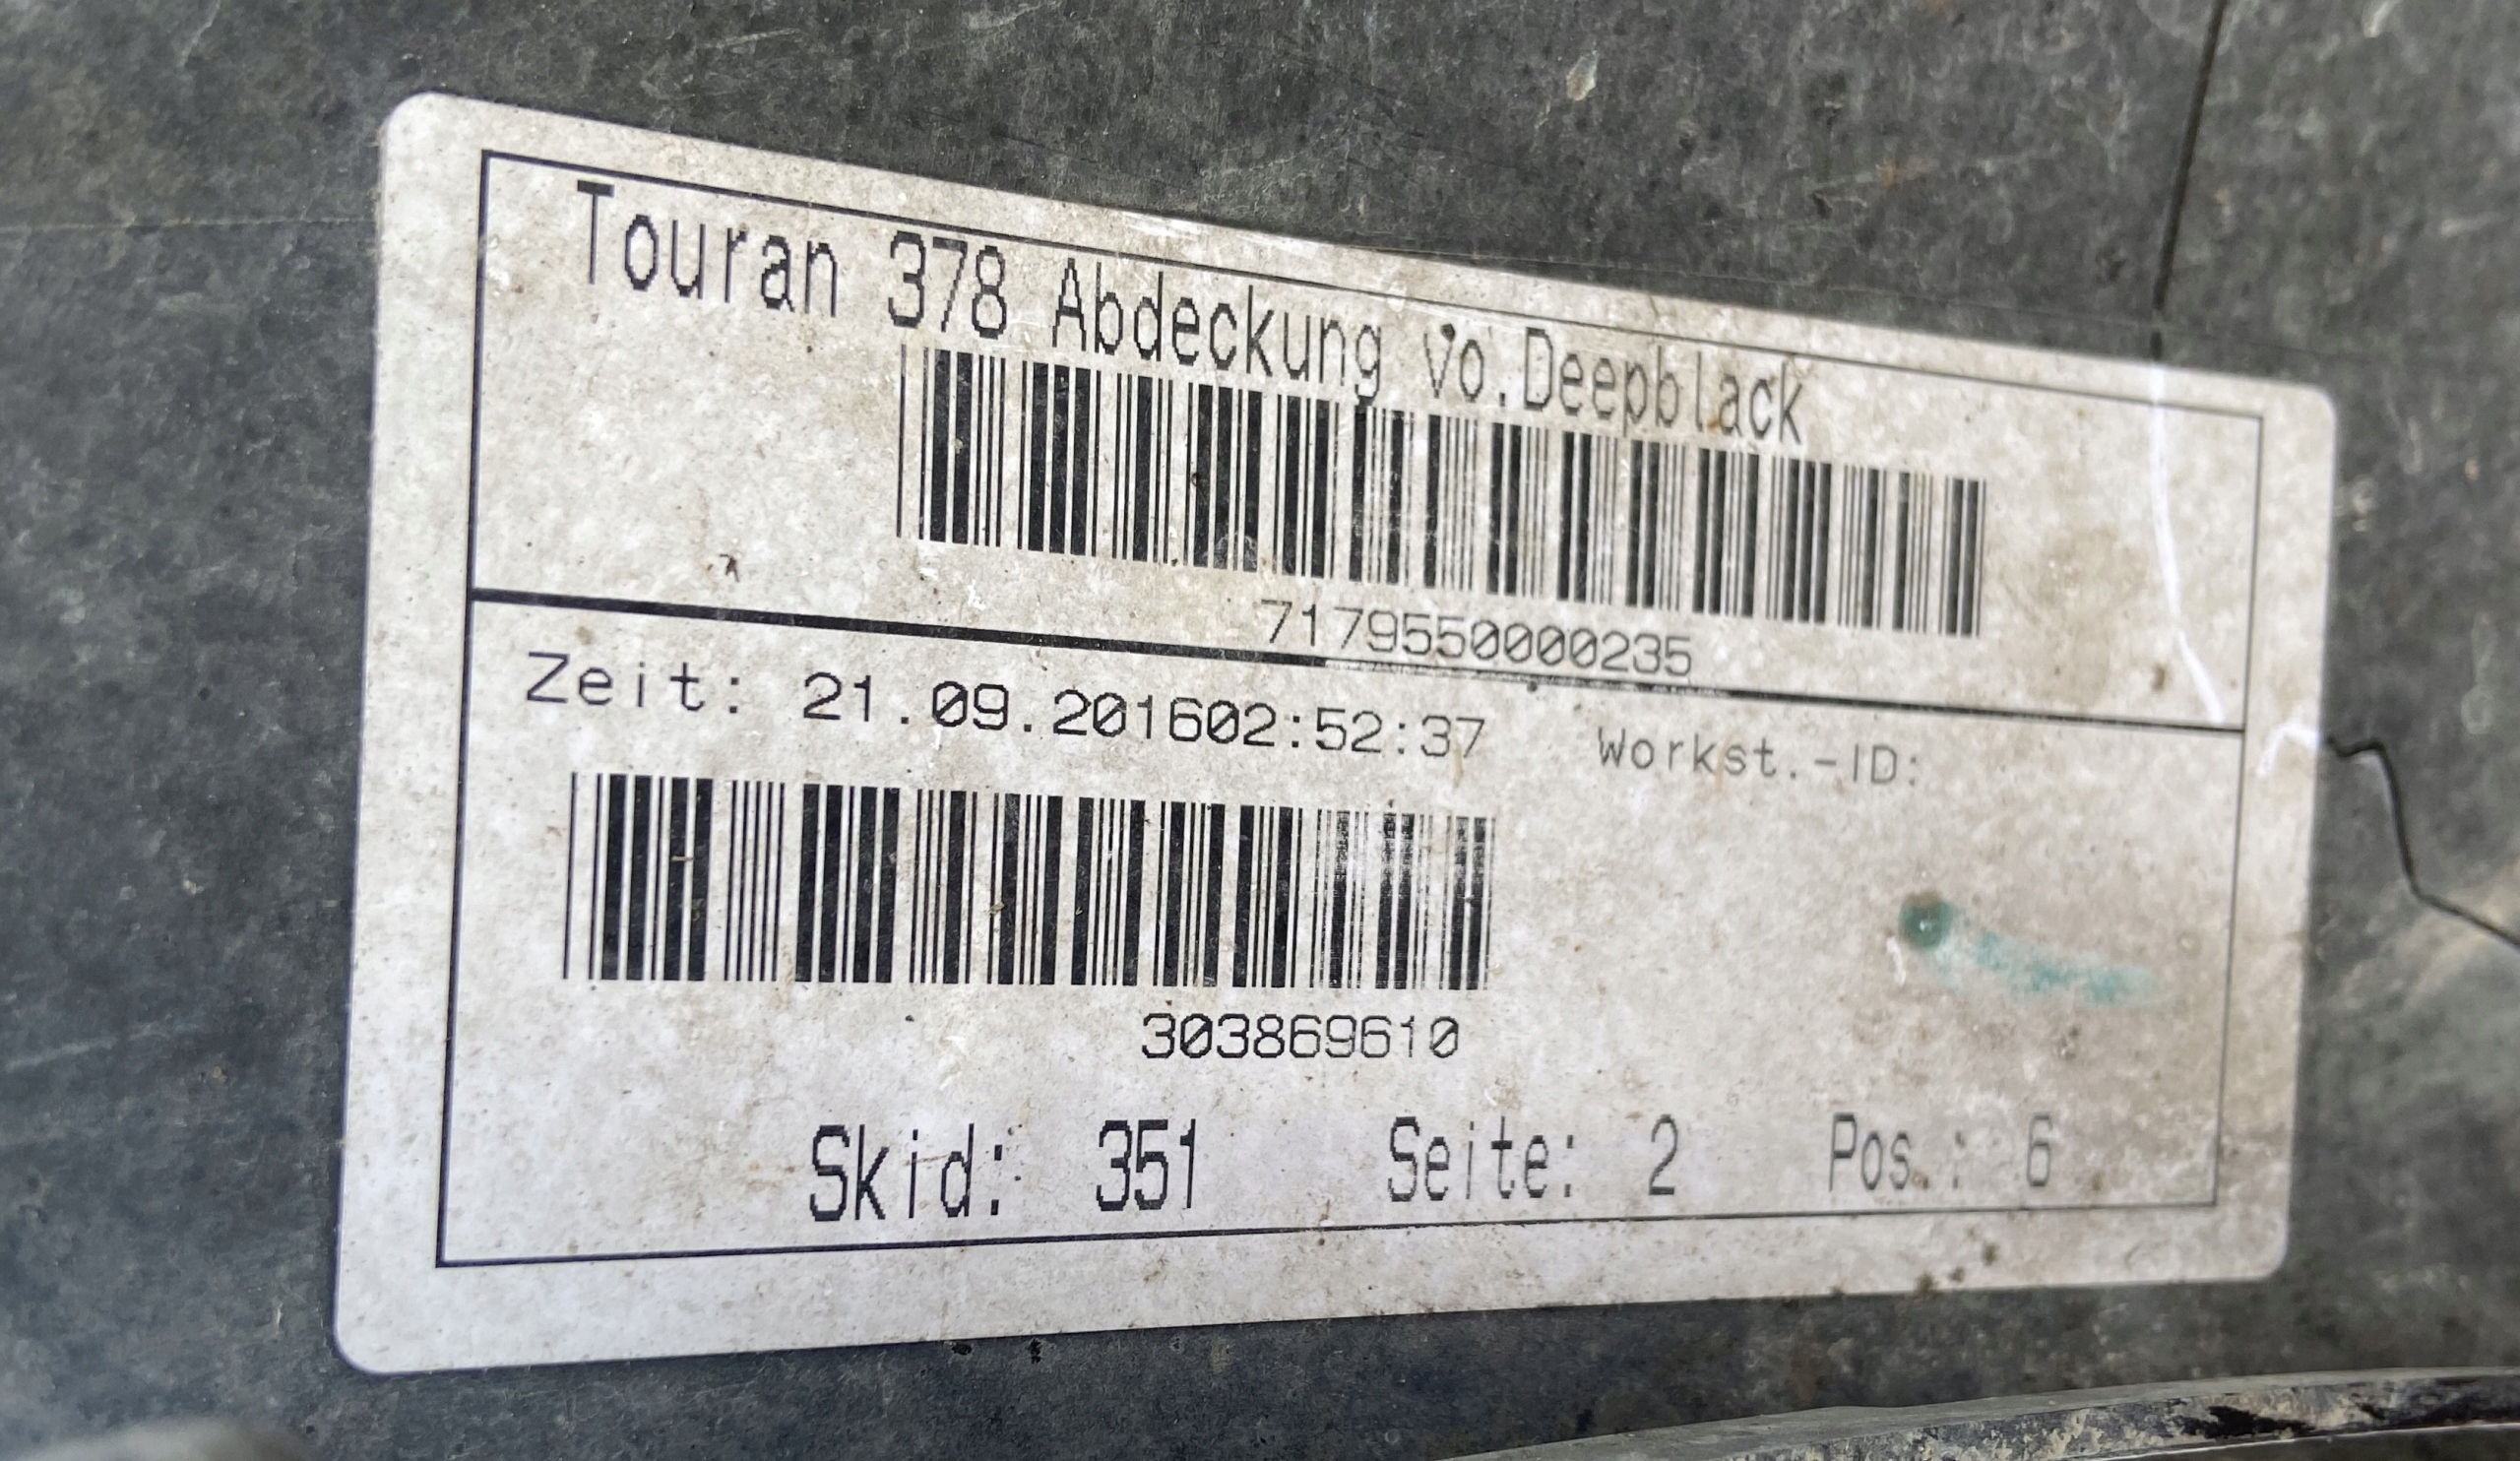 Touran 378 Abdeckung vo.Deepblack
7179550000235
Zeit: 21.09.201602:52:37 Workst.-ID:
303869610
Skid: 351 Seite: 2 Pos.: 6